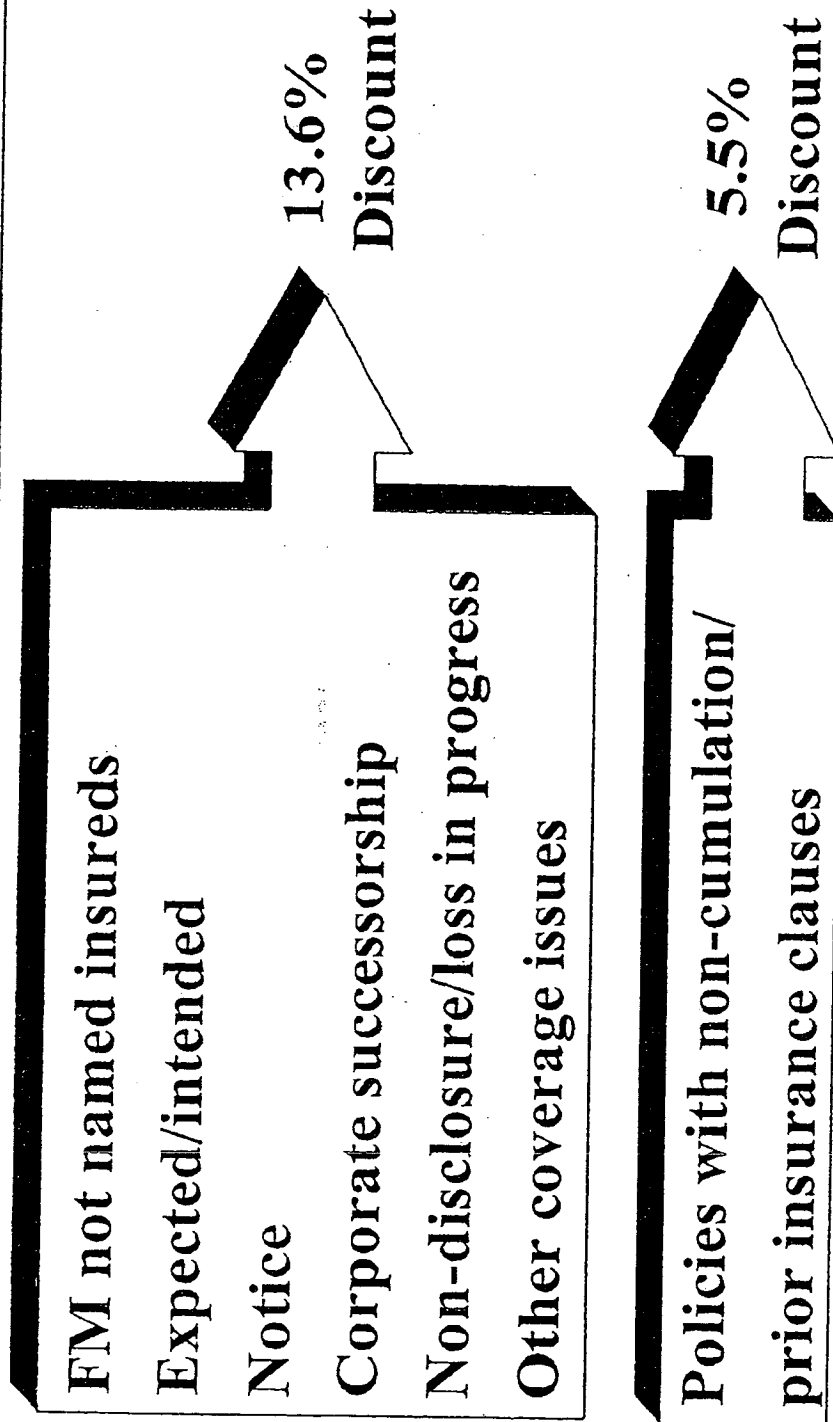 FM not named insureds
Expected/intended
Notice
Corporate successorship
Non-disclosure/loss in progress
Other coverage issues
13.6%
Discount
Policies with non-cumulation/
prior insurance clauses
5.5%
Discount